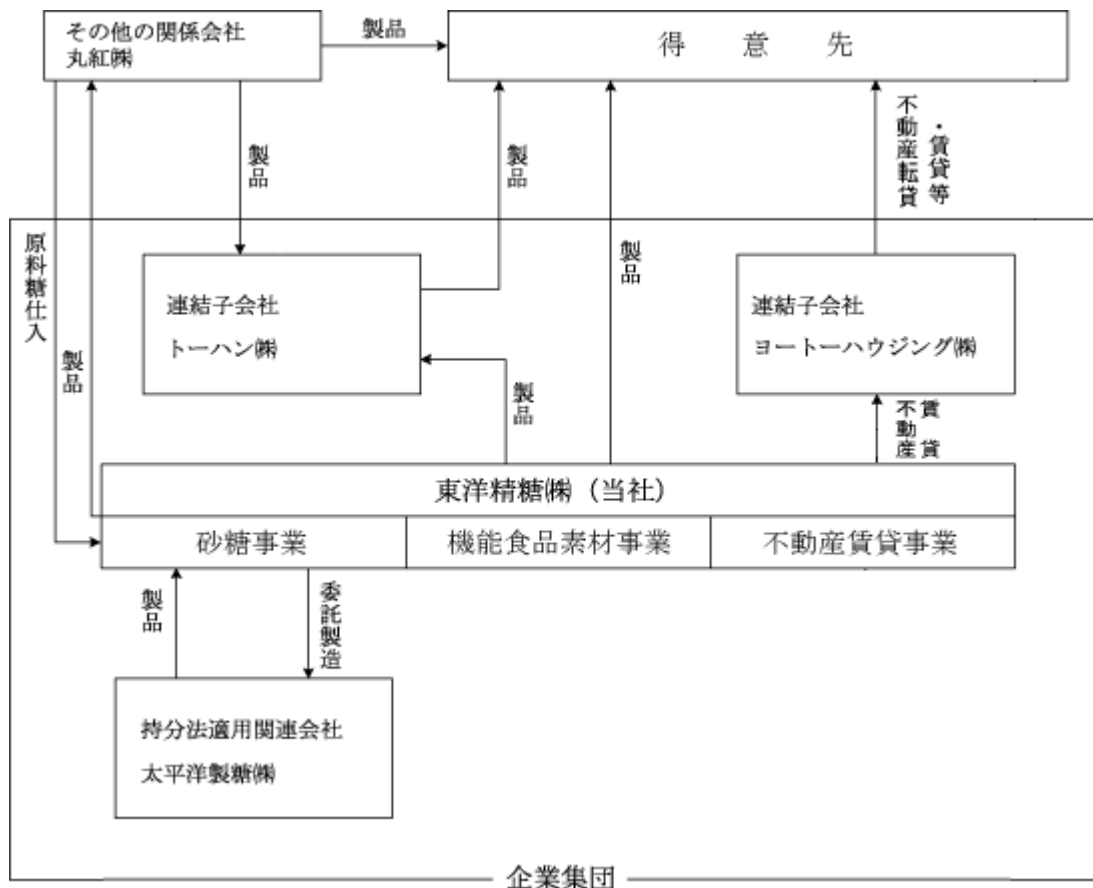 その他の関係会社
丸紅㈱
製品
得意先
製品
製品
不動産転貸
・賃貸等
原料糖仕入
製品
製品
連結子会社
トーハン㈱
連結子会社
ヨートーハウジング㈱
製品
不動産
賃貸
東洋精糖㈱（当社）
砂糖事業
機能食品素材事業
不動産賃貸事業
製品
委託製造
持分法適用関連会社
太平洋製糖㈱
企業集団